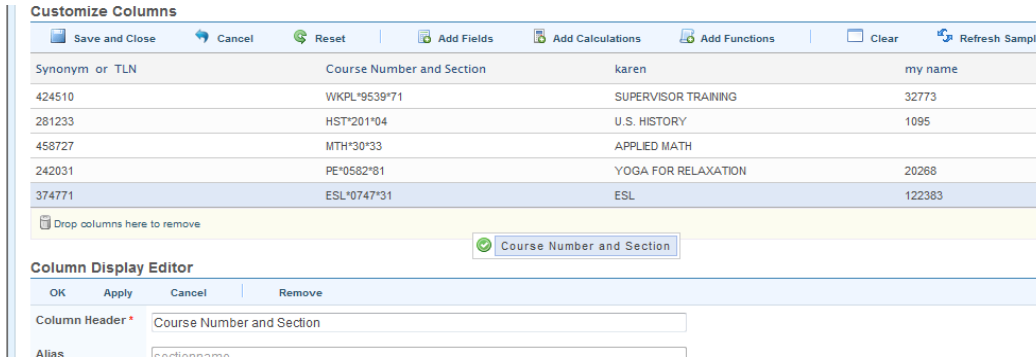 Customize Columns
Save and Close Cancel Reset Add Fields Add Calculations Add Functions Clear Refresh Sampl
Synonym or TLN Course Number and Section karen my name
424510 WKPL*9539*71 SUPERVISOR TRAINING 32773
281233 HST*201*04 U.S. HISTORY 1095
458727 MTH*30*33 APPLIED MATH
242031 PE*0582*81 YOGA FOR RELAXATION 20268
374771 ESL*0747*31 ESL 122383
Drop columns here to remove
Course Number and Section
Column Display Editor
OK Apply Cancel Remove
Column Header* Course Number and Section
Alias sectionname